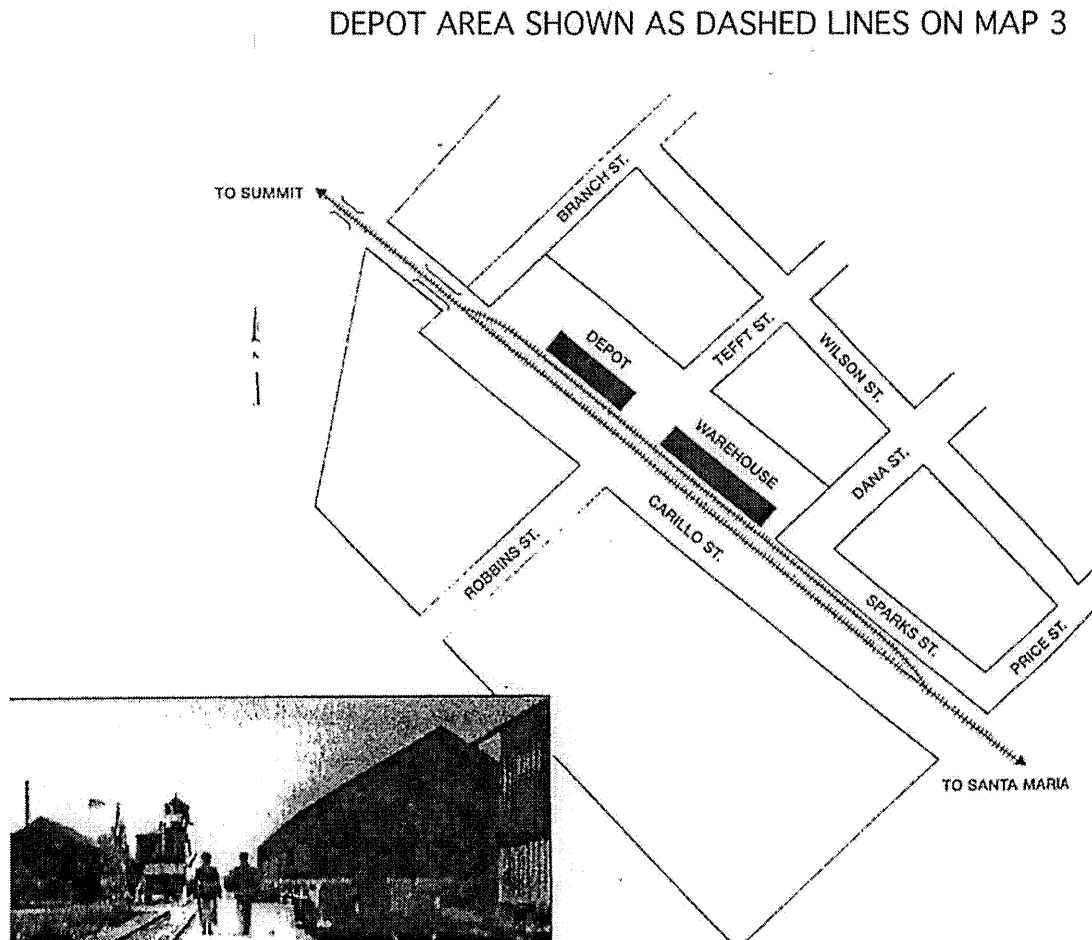 DEPOT AREA SHOWN AS DASHED LINES ON MAP 3
TO SUMMIT
BRANCH ST.
DEPOT
TEFFT ST.
WILSON ST.
WAREHOUSE
DANA ST.
CARILLO ST.
ROBBINS ST.
SPARKS ST.
PRICE ST.
TO SANTA MARIA